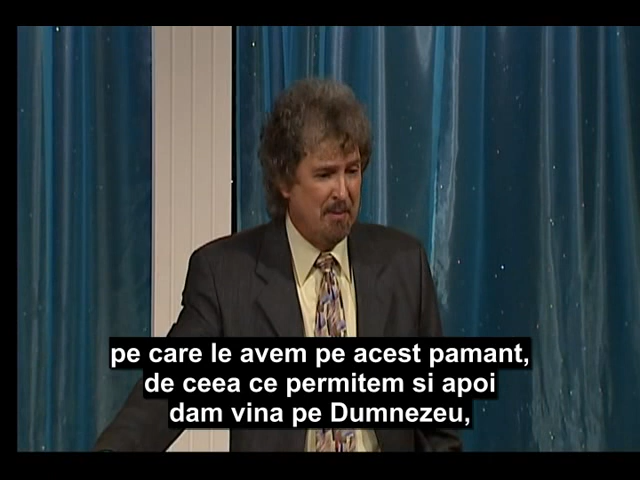 pe care le avem pe acest pamant,
de ceea ce permitem si apoi
dam vina pe Dumnezeu,